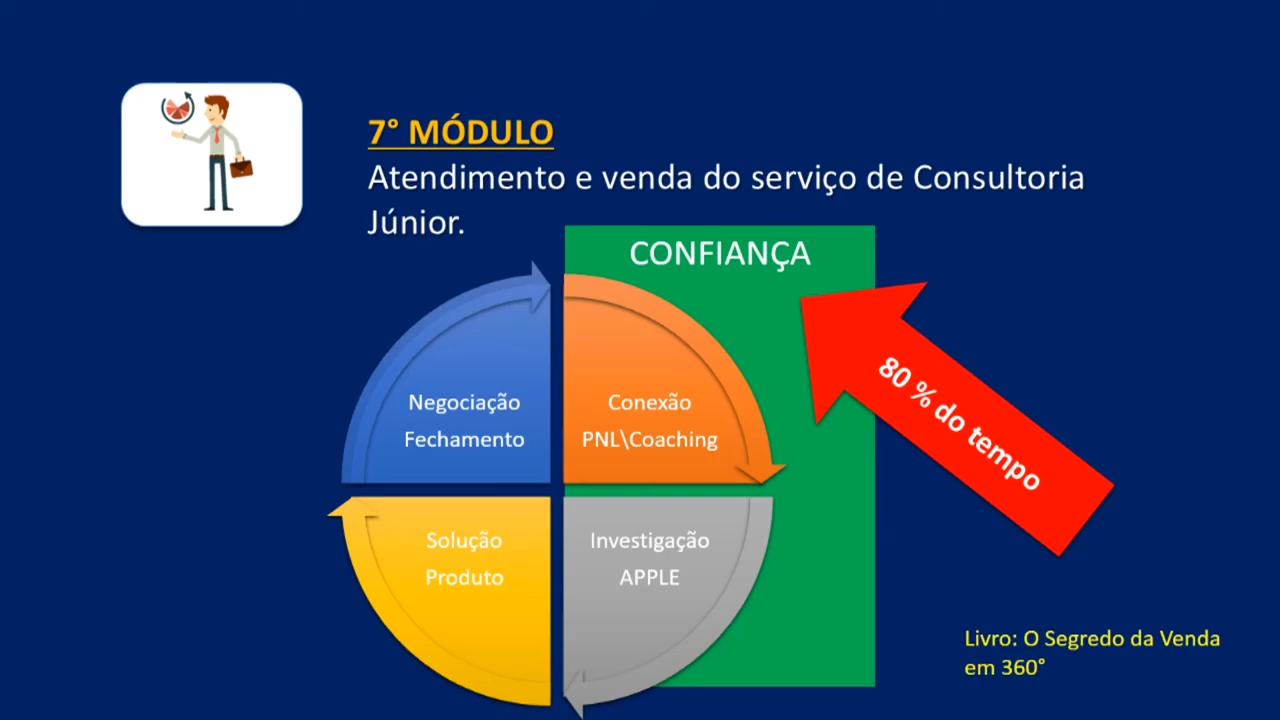 7° MÓDULO
Atendimento e venda do serviço de Consultoria
Júnior.
CONFIANÇA
80 % do tempo
Negociação
Fechamento
Conexão
PNL\Coaching
Solução
Produto
Investigação
APPLE
Livro: O Segredo da Venda
em 360°